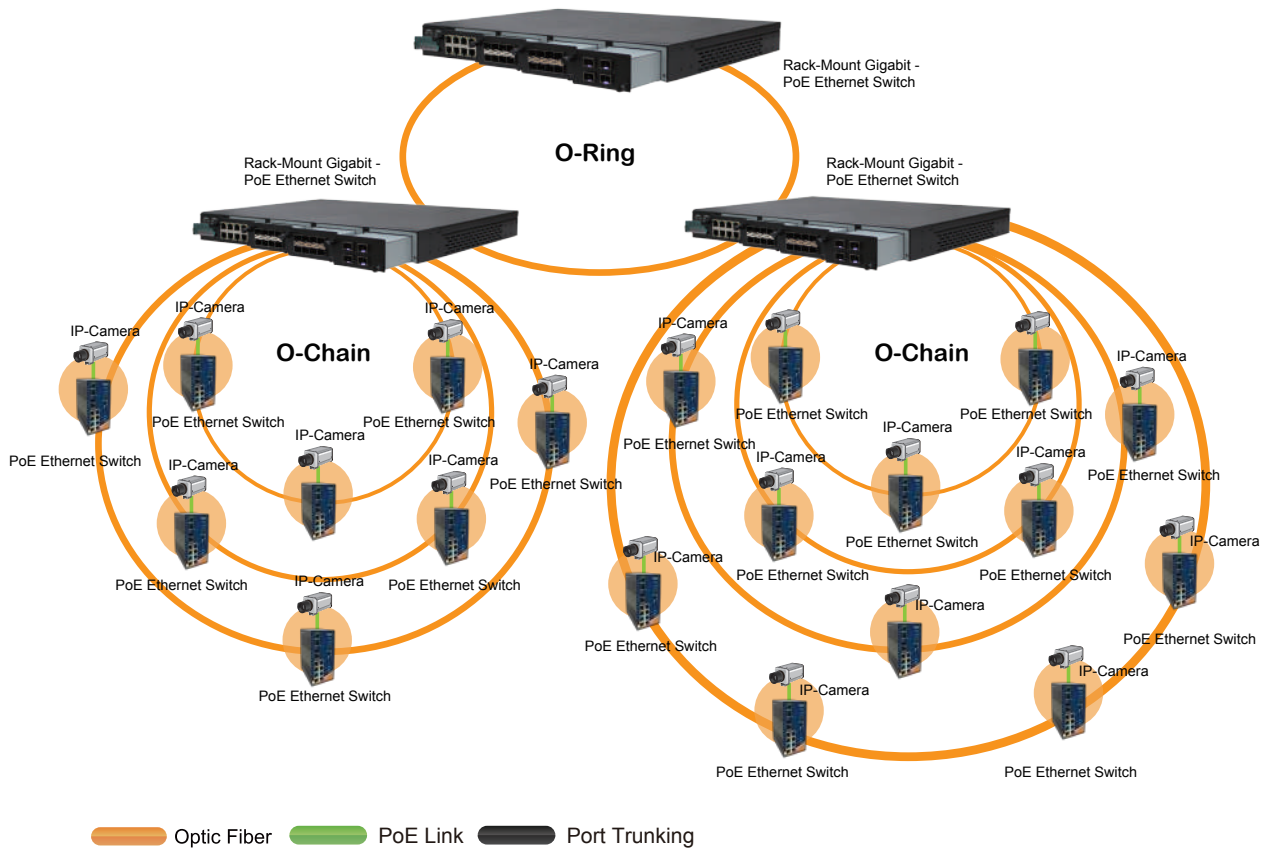 Rack-Mount Gigabit -
PoE Ethernet Switch
O-Ring
Rack-Mount Gigabit -
PoE Ethernet Switch
Rack-Mount Gigabit -
PoE Ethernet Switch
IP-Camera
IP-Camera
IP-Camera
O-Chain
IP-Camera
PoE Ethernet Switch
PoE Ethernet Switch
PoE Ethernet Switch
IP-Camera
IP-Camera
IP-Camera
PoE Ethernet Switch
PoE Ethernet Switch
PoE Ethernet Switch
IP-Camera
PoE Ethernet Switch
IP-Camera
O-Chain
IP-Camera
PoE Ethernet Switch
PoE Ethernet Switch
PoE Ethernet Switch
IP-Camera
IP-Camera
IP-Camera
PoE Ethernet Switch
PoE Ethernet Switch
PoE Ethernet Switch
PoE Ethernet Switch
IP-Camera
IP-Camera
IP-Camera
PoE Ethernet Switch
PoE Ethernet Switch
PoE Ethernet Switch
IP-Camera
IP-Camera
PoE Ethernet Switch
PoE Ethernet Switch
Optic Fiber
PoE Link
Port Trunking